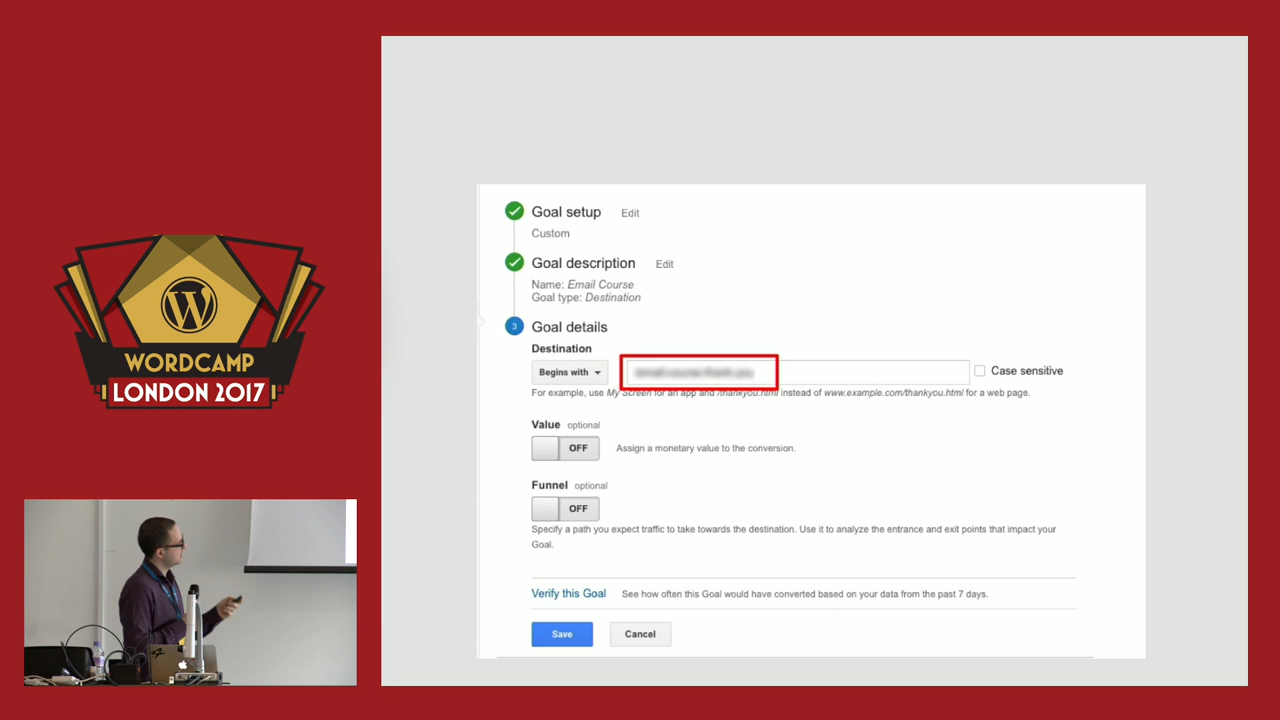 WORDCAMP
LONDON 2017
Goal setup Edit
Custom
Goal description Edit
Name: Email Course
Goal type: Destination
3 Goal details
Destination
Begins with
Case sensitive
For example, use My Screen for an app and /thankyou.html instead of www.example.com/thankyou.html for a web page.
Value optional
OFF Assign a monetary value to the conversion.
Funnel optional
OFF
Specify a path you expect traffic to take towards the destination. Use it to analyze the entrance and exit points that impact your
Goal.
Verify this Goal See how often this Goal would have converted based on your data from the past 7 days.
Save Cancel